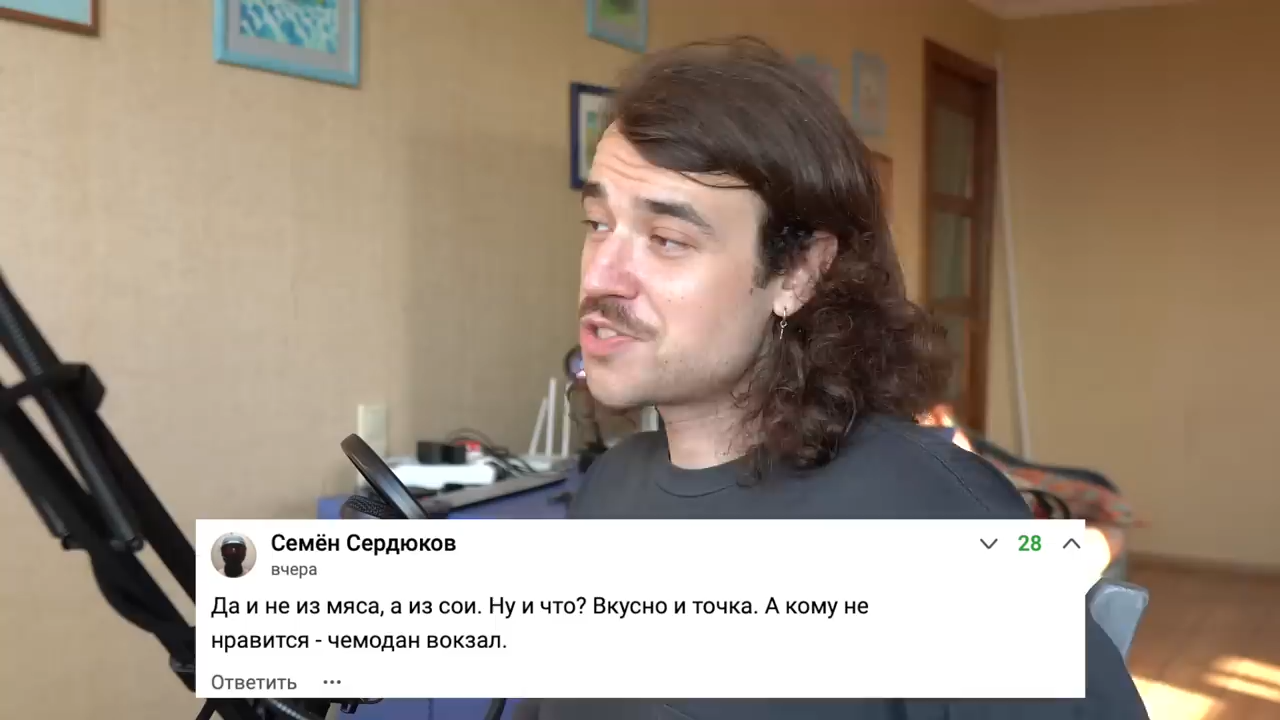 Семён Сердюков
28
вчера
Да и не из мяса, а из сои. Ну и что? Вкусно и точка. А кому не
нравится - чемодан вокзал.
Ответить